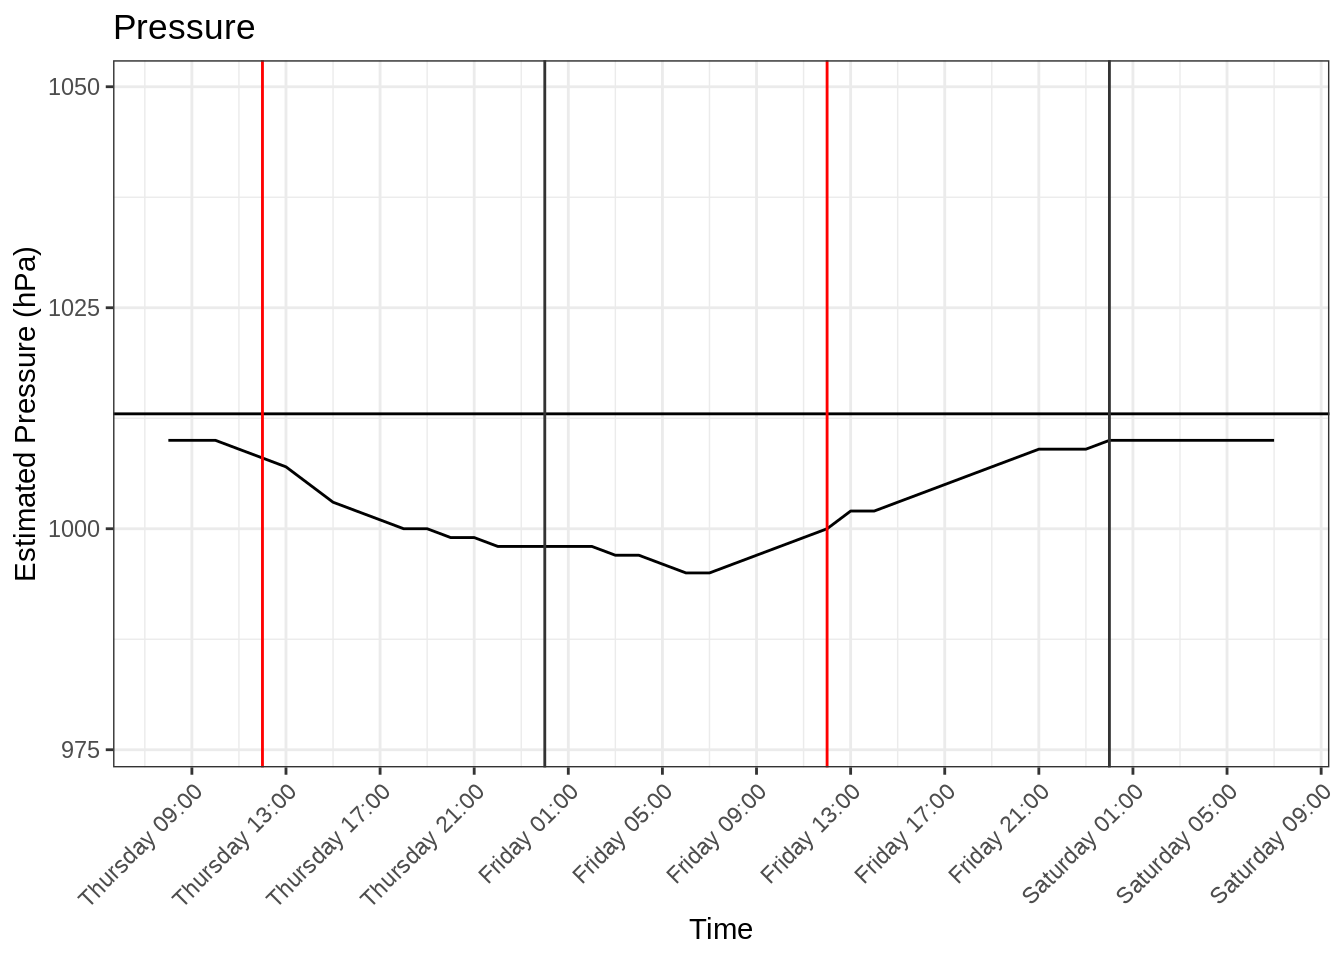 Pressure
Estimated Pressure (hPa)
1050
1025
1000
975
Thursday 09:00
Thursday 13:00
Thursday 17:00
Thursday 21:00
Friday 01:00
Friday 05:00
Friday 09:00
Friday 13:00
Friday 17:00
Friday 21:00
Saturday 01:00
Saturday 05:00
Saturday 09:00
Time